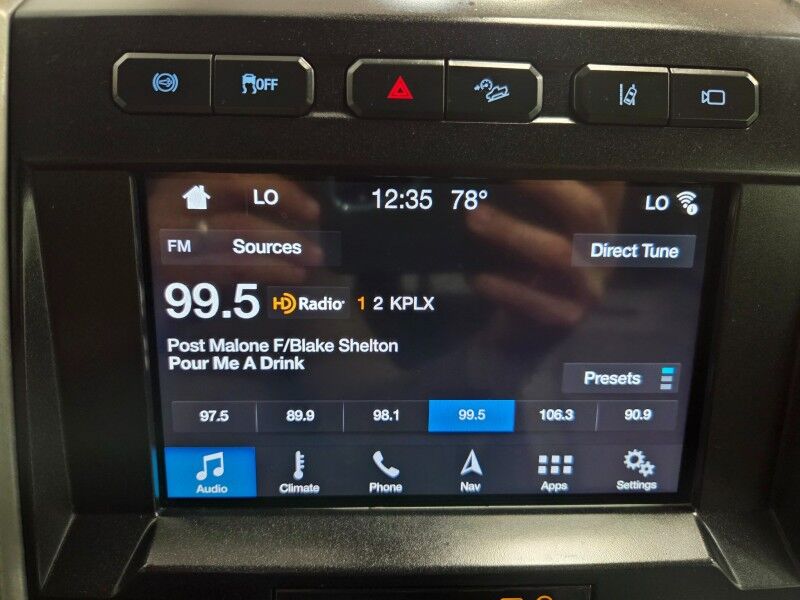 OFF
LO 12:35 78° LO
FM Sources Direct Tune
99.5 HD Radio 1 2 KPLX
Post Malone F/Blake Shelton
Pour Me A Drink
Presets
97.5 89.9 98.1 99.5 106.3 90.9
Audio Climate Phone Nav Apps Settings